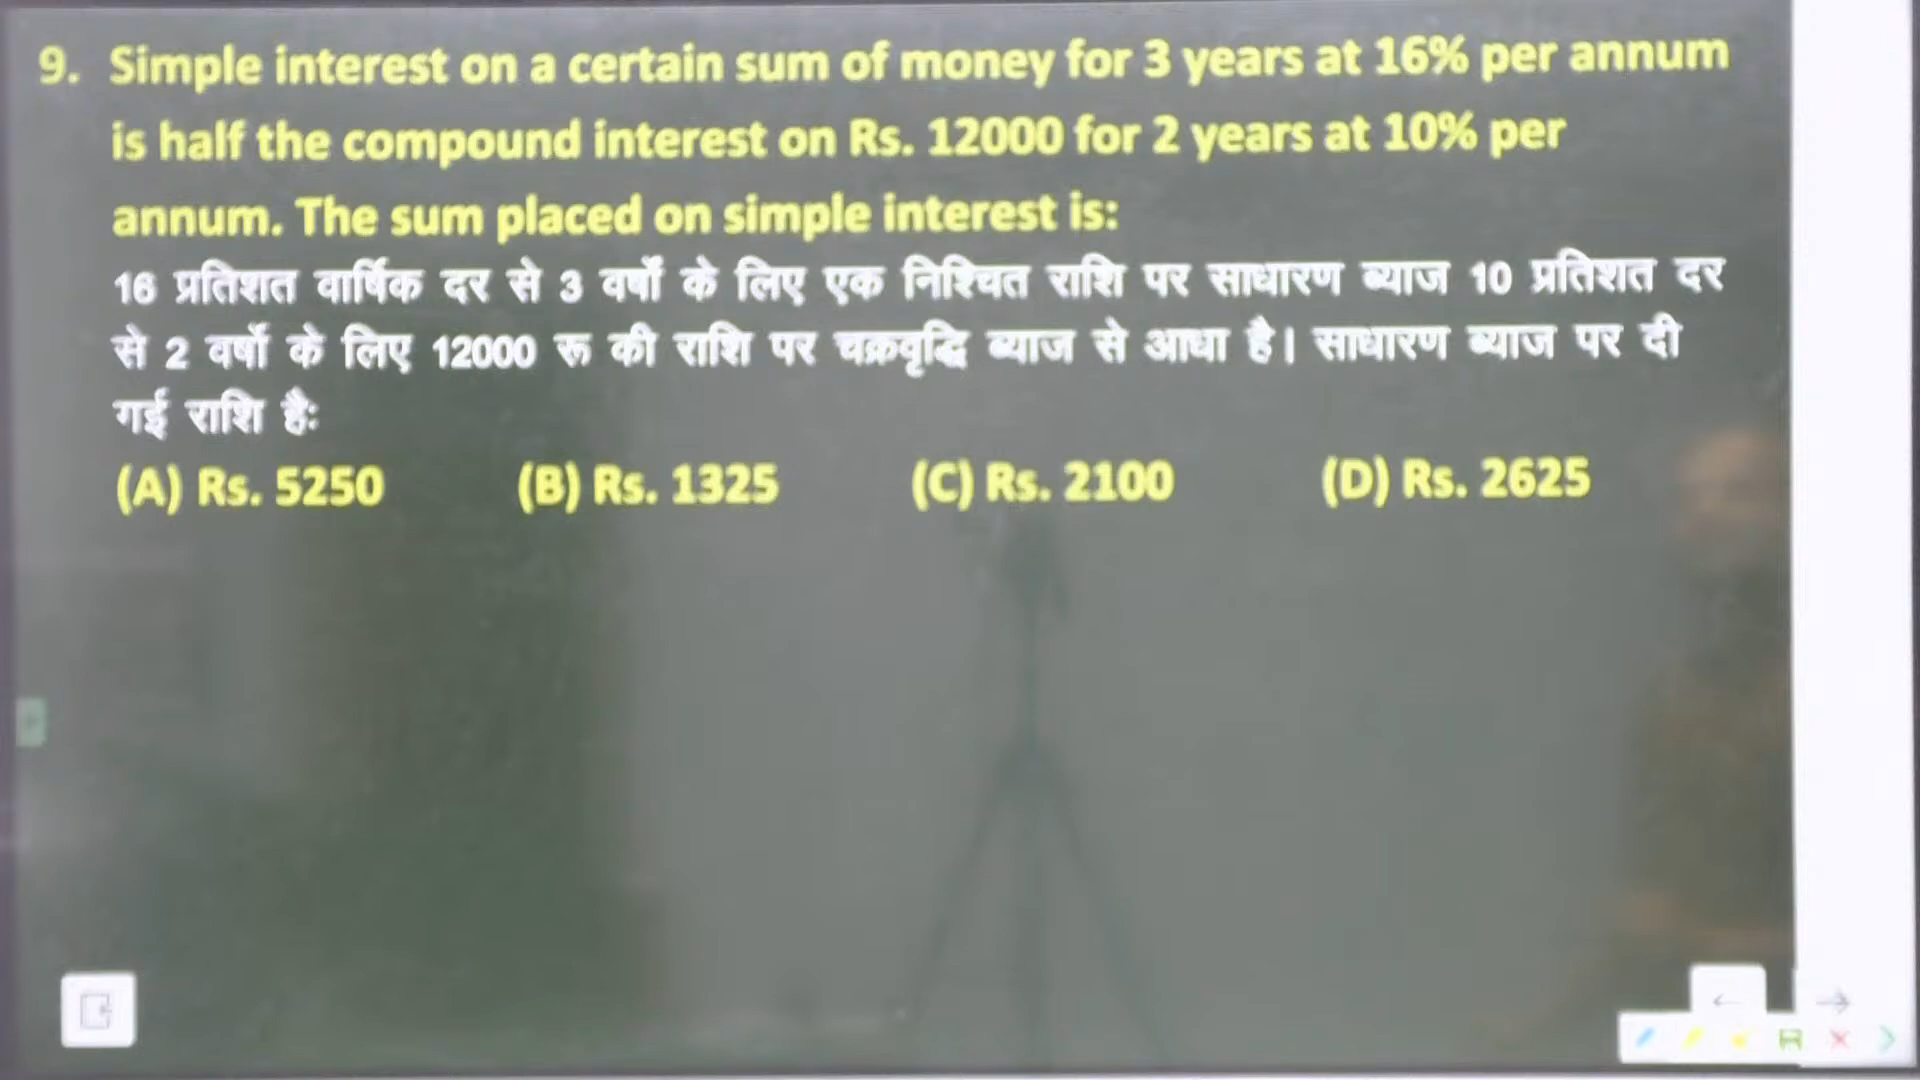 9. Simple interest on a certain sum of money for 3 years at 16% per annum
is half the compound interest on Rs. 12000 for 2 years at 10% per
annum. The sum placed on simple interest is:
16 प्रतिशत वार्षिक दर से 3 वर्षों के लिए एक निश्चित राशि पर साधारण ब्याज 10 प्रतिशत दर
से 2 वर्षो के लिए 12000 रू की राशि पर चक्रवृद्धि ब्याज से आधा है। साधारण ब्याज पर दी
गई राशि हैः
(A) Rs. 5250 (B) Rs. 1325 (C) Rs. 2100 (D) Rs. 2625